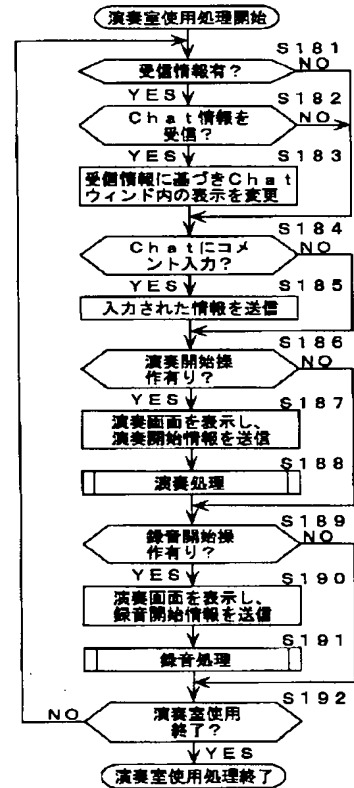 演奏室使用処理開始
S181
受信情報有?
NO
YES
S182
Chat情報を
受信?
NO
YES
S183
受信情報に基づきChat
ウィンド内の表示を変更
S184
Chatにコメ
ント入力?
NO
YES
S185
入力された情報を送信
S186
演奏開始操
作有り?
NO
YES
S187
演奏画面を表示し、
演奏開始情報を送信
S188
演奏処理
S189
録音開始操
作有り?
NO
YES
S190
演奏画面を表示し、
録音開始情報を送信
S191
録音処理
S192
演奏室使用
終了?
NO
YES
演奏室使用処理終了